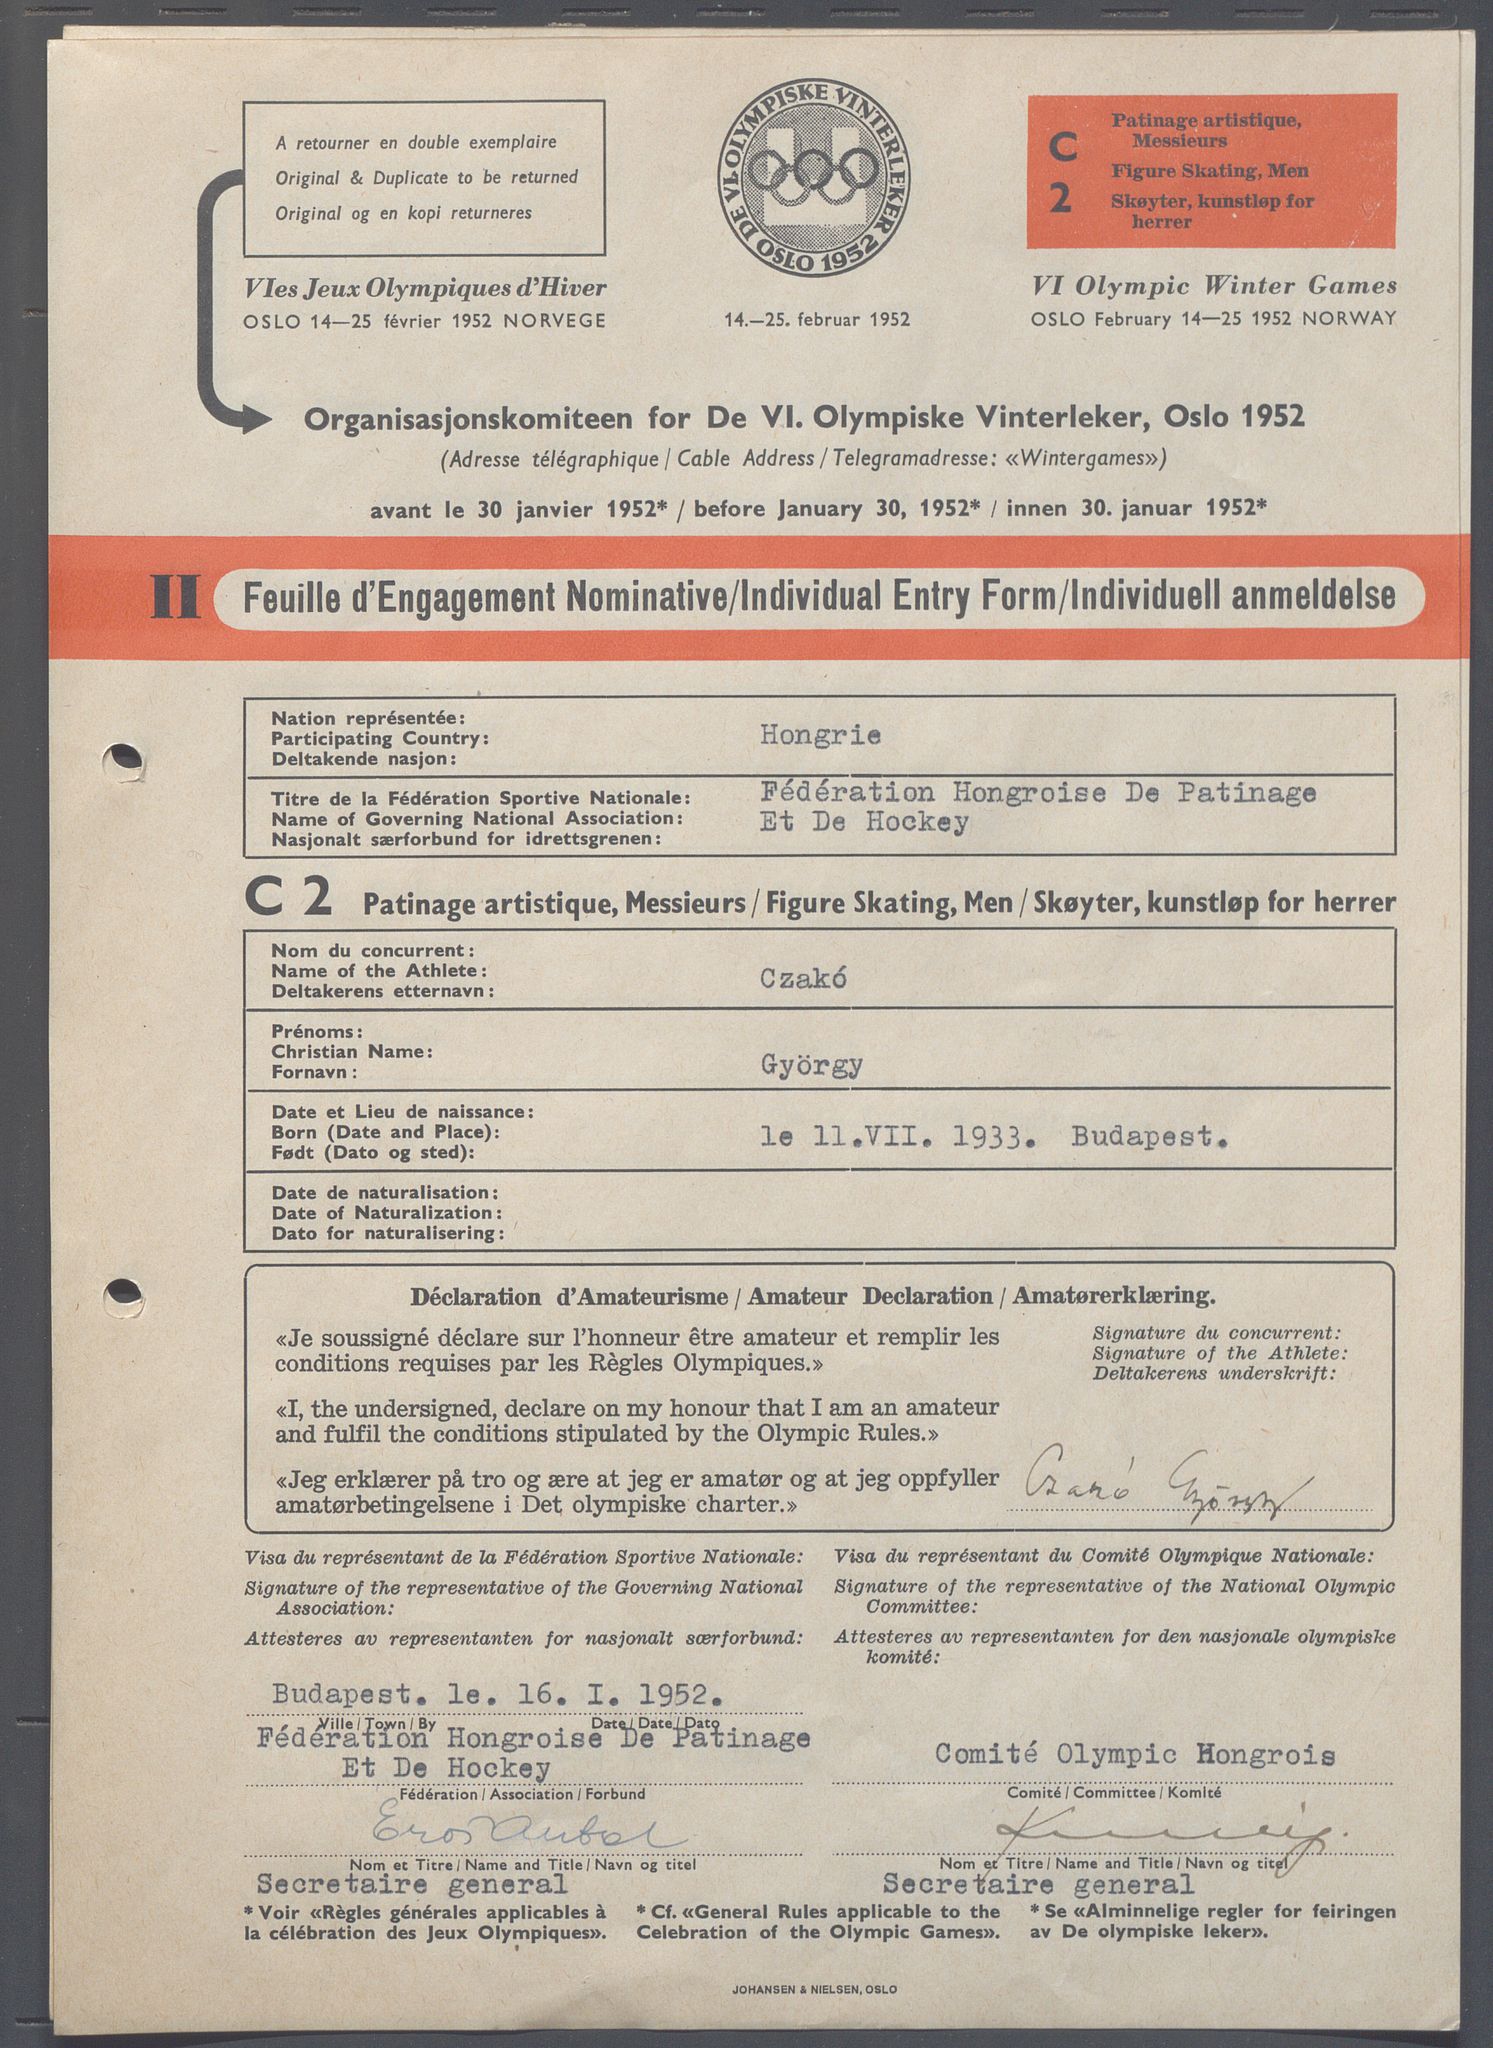 A retourner en double exemplaire
Original & Duplicate to be returned
Original og en kopi returneres
DE VI. OLYMPISKE VINTERLEKER OSLO 1952
C 2
Patinage artistique,
Messieurs
Figure Skating, Men
Skøyter, kunstløp for
herrer
VIes Jeux Olympiques d'Hiver
OSLO 14—25 février 1952 NORVEGE
14.—25. februar 1952
VI Olympic Winter Games
OSLO February 14—25 1952 NORWAY
Organisasjonskomiteen for De VI. Olympiske Vinterleker, Oslo 1952
(Adresse télégraphique / Cable Address / Telegramadresse: «Wintergames»)
avant le 30 janvier 1952* / before January 30, 1952* / innen 30. januar 1952*
II Feuille d'Engagement Nominative/Individual Entry Form/Individuell anmeldelse
Nation représentée:
Participating Country:
Deltakende nasjon:
Hongrie
Titre de la Fédération Sportive Nationale:
Name of Governing National Association:
Nasjonalt særforbund for idrettsgrenen:
Fédération Hongroise De Patinage
Et De Hockey
C 2 Patinage artistique, Messieurs / Figure Skating, Men / Skøyter, kunstløp for herrer
Nom du concurrent:
Name of the Athlete:
Deltakerens etternavn:
Czakó
Prénoms:
Christian Name:
Fornavn:
György
Date et Lieu de naissance:
Born (Date and Place):
Født (Dato og sted):
le 11.VII. 1933. Budapest.
Date de naturalisation:
Date of Naturalization:
Dato for naturalisering:
Déclaration d'Amateurisme / Amateur Declaration / Amatørerklæring.
«Je soussigné déclare sur l'honneur être amateur et remplir les
conditions requises par les Règles Olympiques.»
«I, the undersigned, declare on my honour that I am an amateur
and fulfil the conditions stipulated by the Olympic Rules.»
«Jeg erklærer på tro og ære at jeg er amatør og at jeg oppfyller
amatørbetingelsene i Det olympiske charter.»
Signature du concurrent:
Signature of the Athlete:
Deltakerens underskrift:
Czakó György
Visa du représentant de la Fédération Sportive Nationale:
Signature of the representative of the Governing National
Association:
Attesteres av representanten for nasjonalt særforbund:
Visa du représentant du Comité Olympique Nationale:
Signature of the representative of the National Olympic
Committee:
Attesteres av representanten for den nasjonale olympiske
komité:
Budapest. le. 16. I. 1952.
Ville / Town / By Date / Date / Dato
Fédération Hongroise De Patinage
Et De Hockey
Fédération / Association / Forbund
Comité Olympic Hongrois
Comité / Committee / Komité
Erős Antal
Nom et Titre / Name and Title / Navn og titel
Secretaire general
Nom et Titre / Name and Title / Navn og titel
Secretaire general
* Voir «Règles générales applicables à
la célébration des Jeux Olympiques».
* Cf. «General Rules applicable to the
Celebration of the Olympic Games».
* Se «Alminnelige regler for feiringen
av De olympiske leker».
JOHANSEN & NIELSEN, OSLO